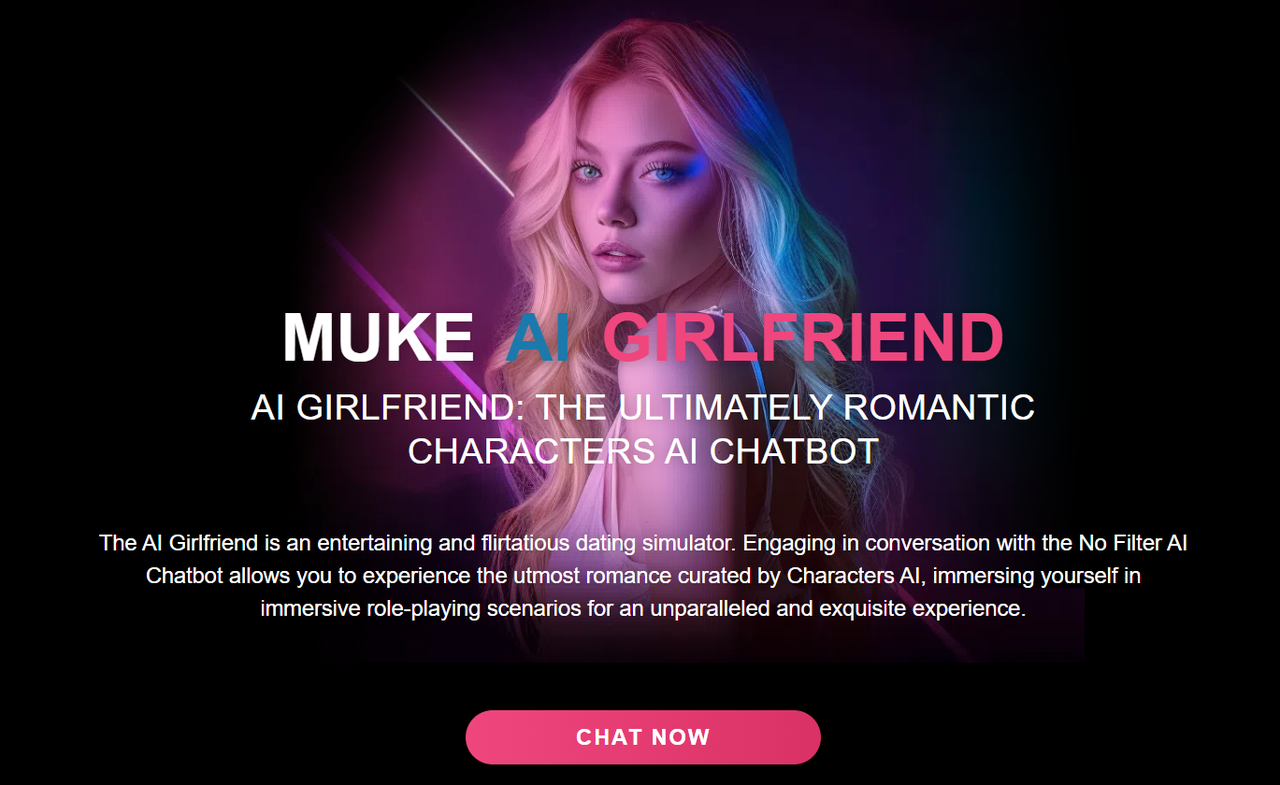 MUKE AI GIRLFRIEND
AI GIRLFRIEND: THE ULTIMATELY ROMANTIC
CHARACTERS AI CHATBOT
The AI Girlfriend is an entertaining and flirtatious dating simulator. Engaging in conversation with the No Filter AI
Chatbot allows you to experience the utmost romance curated by Characters AI, immersing yourself in
immersive role-playing scenarios for an unparalleled and exquisite experience.
CHAT NOW